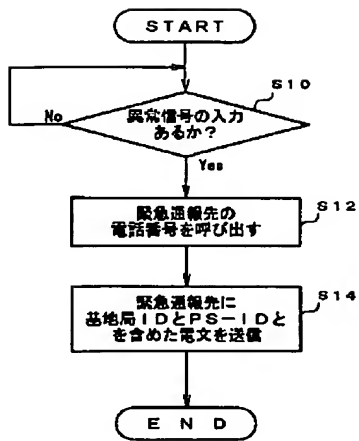 START
S10
異常信号の入力
あるか？
No
Yes
S12
緊急通報先の
電話番号を呼び出す
S14
緊急通報先に
基地局IDとPS-IDと
を含めた電文を送信
END